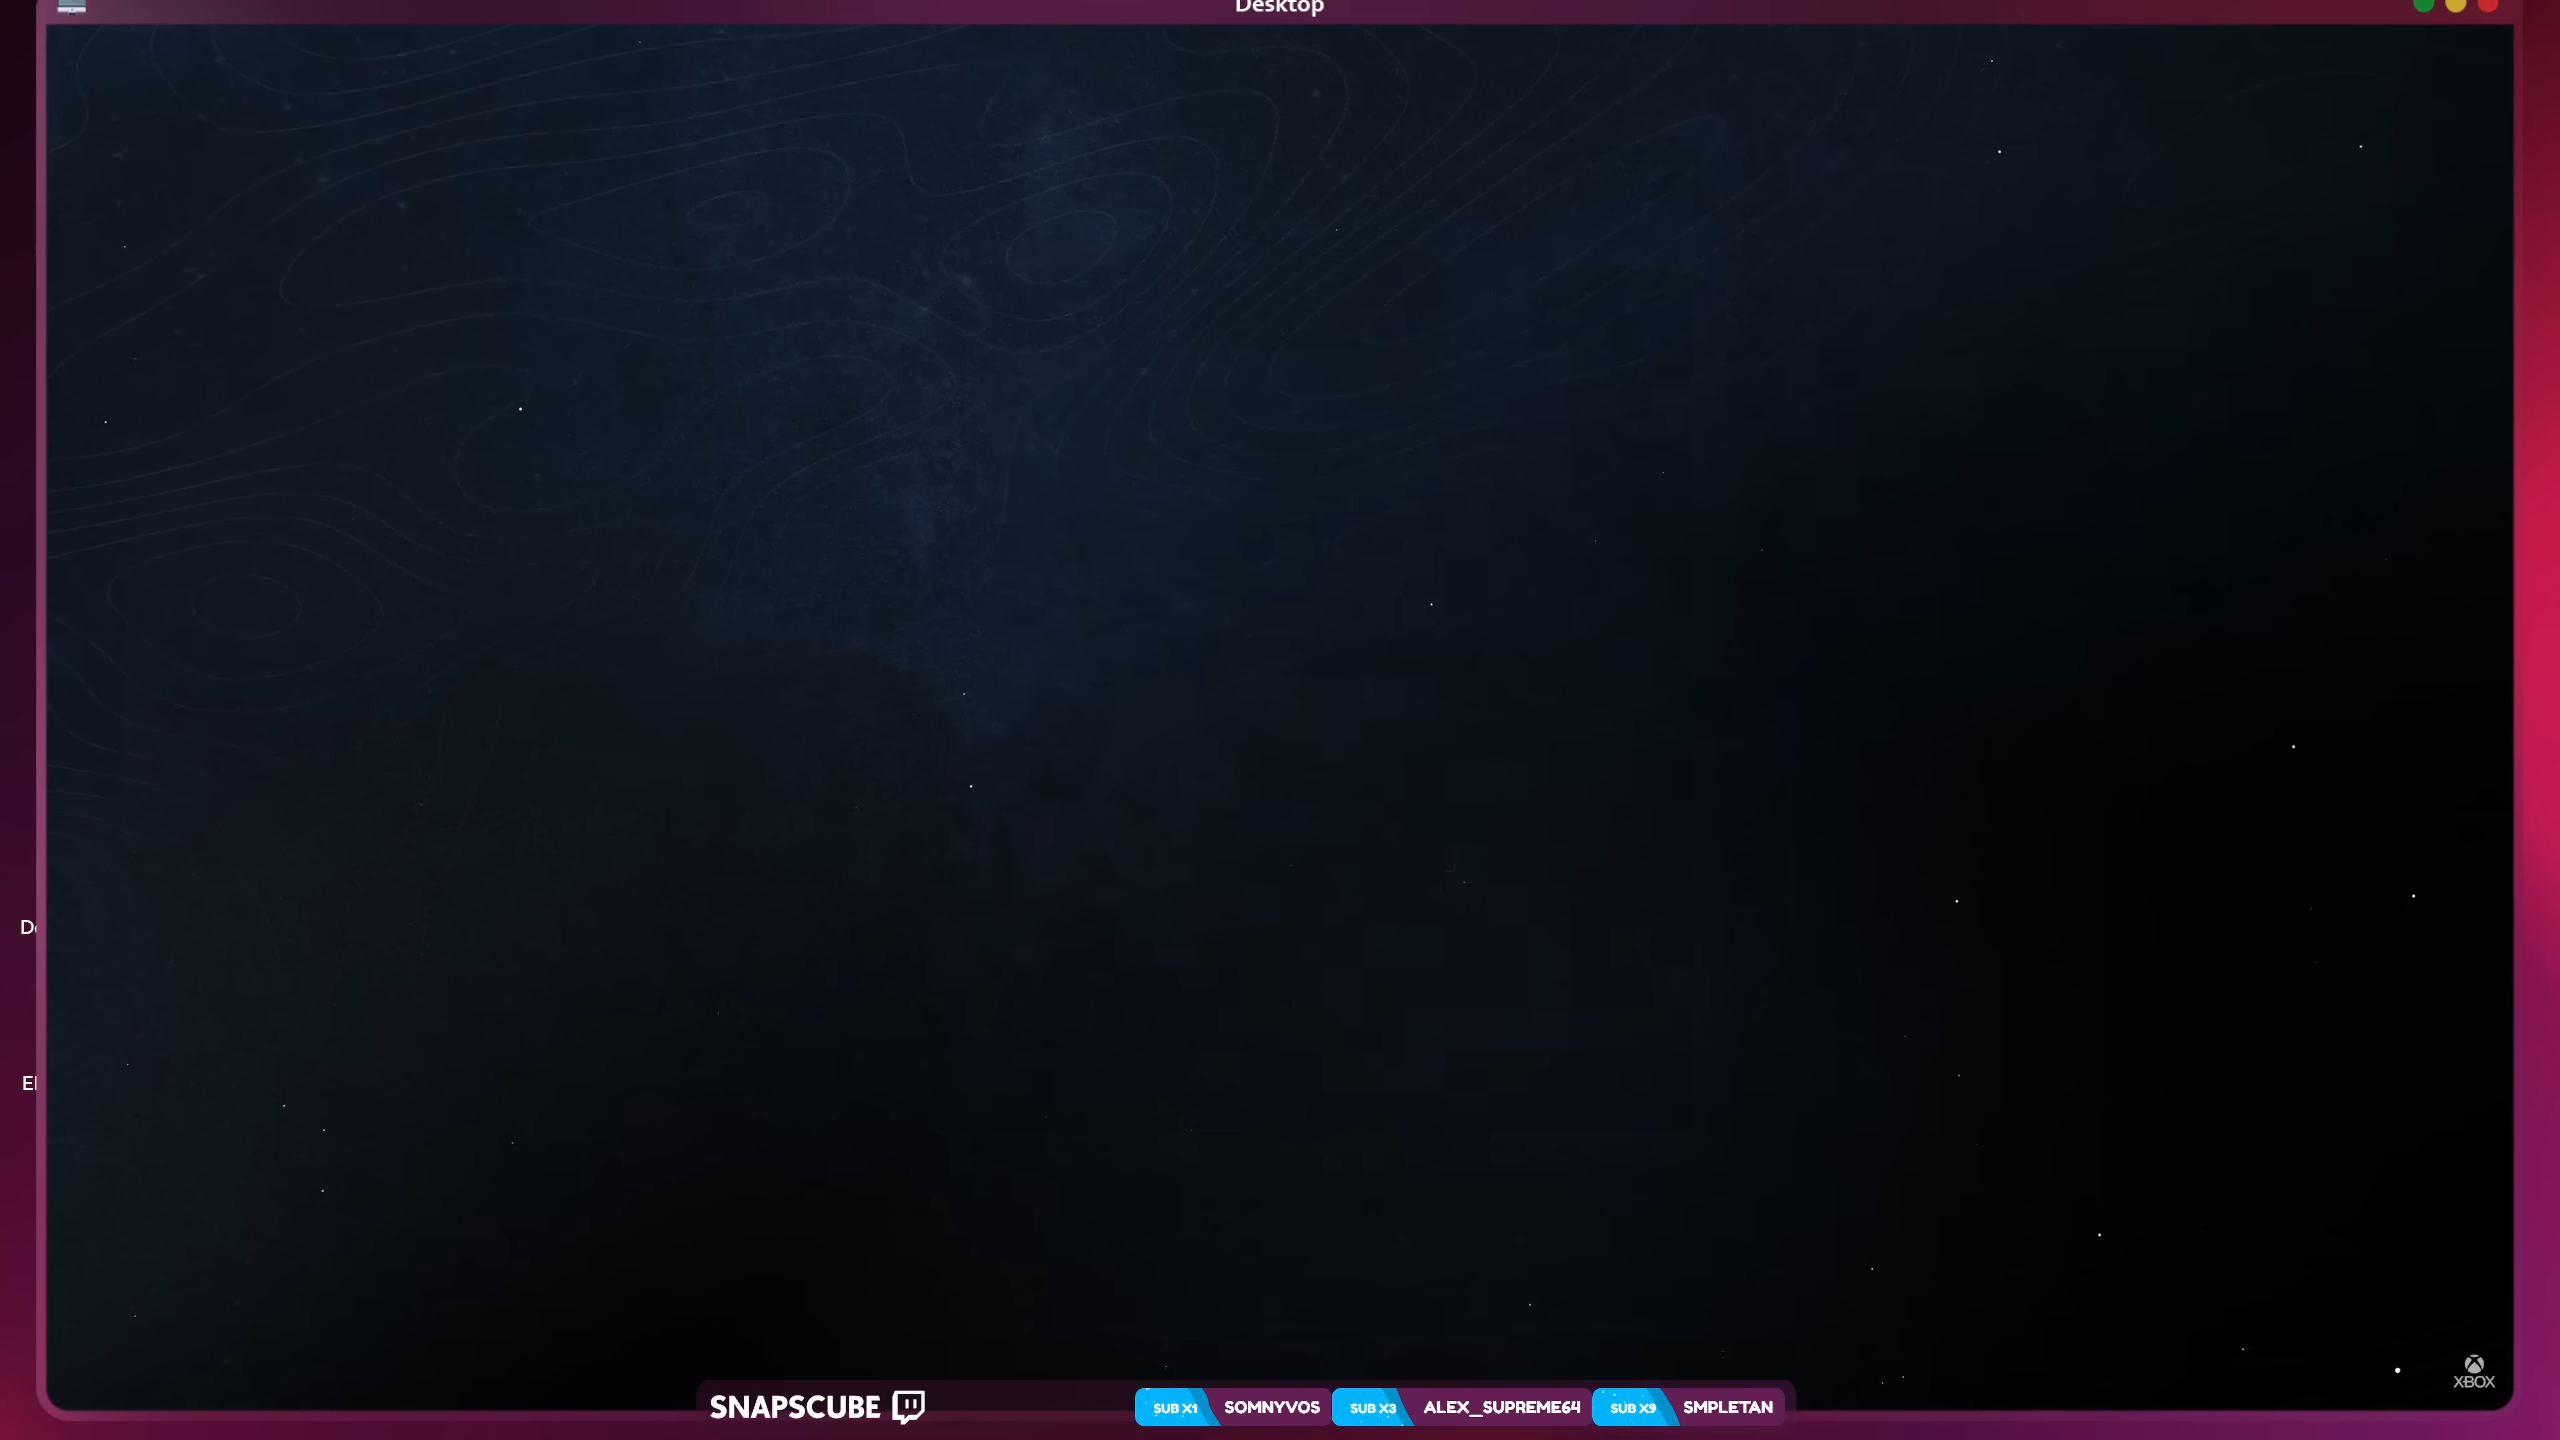 Desktop
SNAPSCUBE
SUB X1 SOMNYVOS SUB X3 ALEX_SUPREME64 SUB X9 SMPLETAN
XBOX